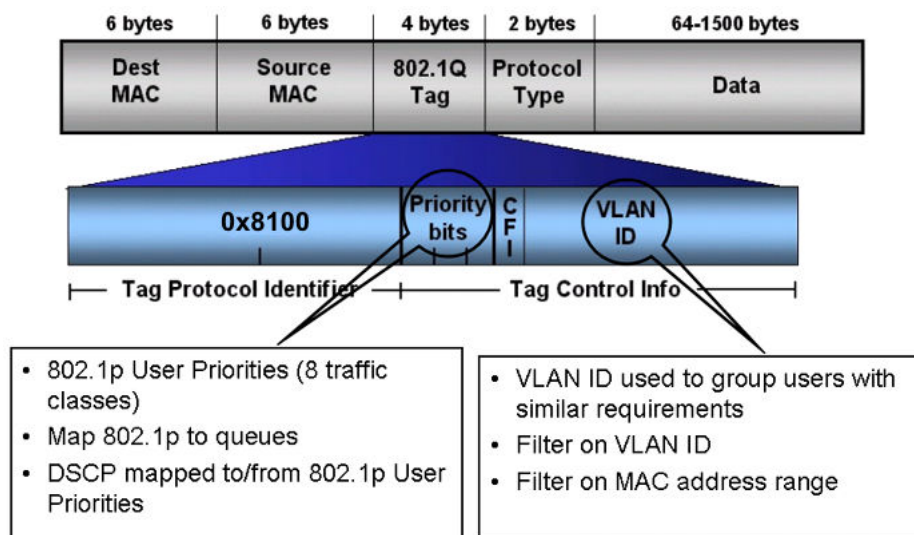 6 bytes 6 bytes 4 bytes 2 bytes 64-1500 bytes
Dest MAC
Source MAC
802.1Q Tag
Protocol Type
Data
0x8100
Priority bits
CFI
VLAN ID
Tag Protocol Identifier
Tag Control Info
• 802.1p User Priorities (8 traffic
classes)
• Map 802.1p to queues
• DSCP mapped to/from 802.1p User
Priorities
• VLAN ID used to group users with
similar requirements
• Filter on VLAN ID
• Filter on MAC address range